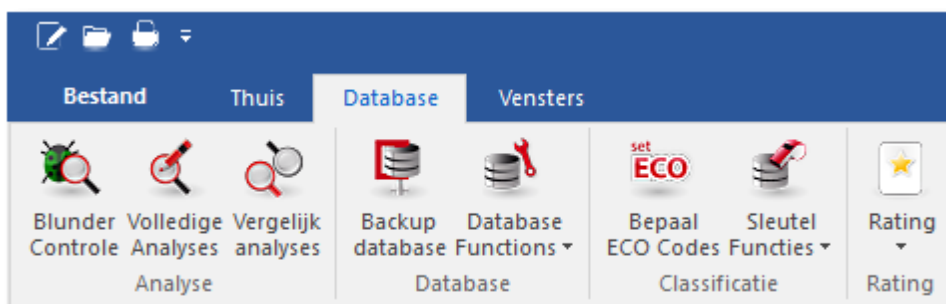 Bestand Thuis Database Vensters
set
ECO
Blunder Volledige Vergelijk Backup Database Bepaal Sleutel Rating
Controle Analyses analyses database Functions ECO Codes Functies
Analyse Database Classificatie Rating